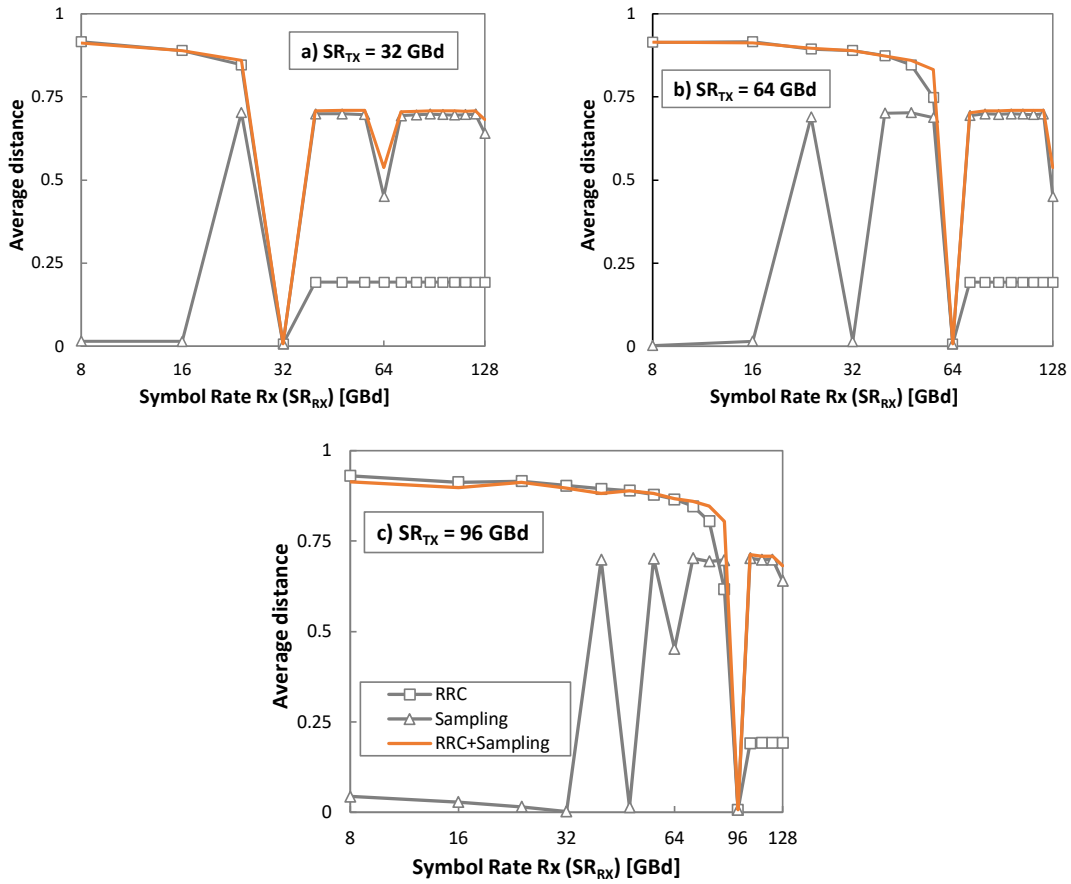 1
0.75
0.5
0.25
0
Average distance
a) SR_TX = 32 GBd
8 16 32 64 128
Symbol Rate Rx (SR_RX) [GBd]
1
0.75
0.5
0.25
0
Average distance
b) SR_TX = 64 GBd
8 16 32 64 128
Symbol Rate Rx (SR_RX) [GBd]
1
0.75
0.5
0.25
0
Average distance
c) SR_TX = 96 GBd
RRC
Sampling
RRC+Sampling
8 16 32 64 96 128
Symbol Rate Rx (SR_RX) [GBd]